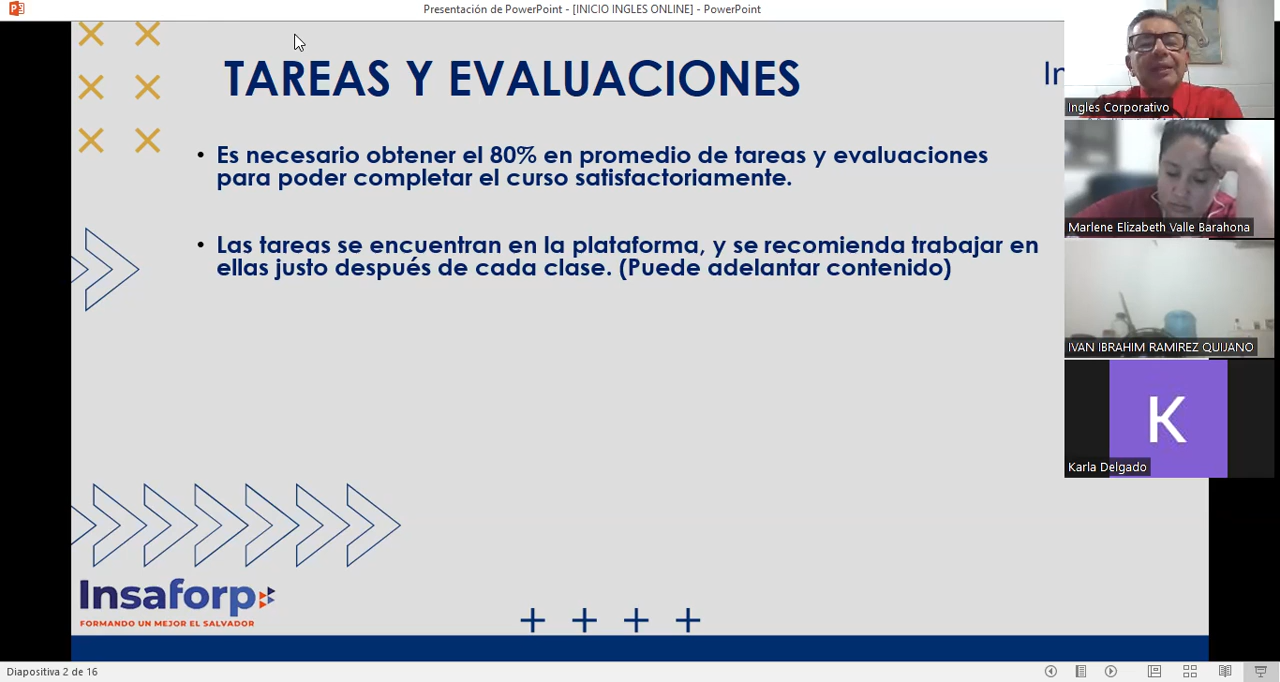 Presentación de PowerPoint - [INICIO INGLES ONLINE] - PowerPoint
TAREAS Y EVALUACIONES
In
• Es necesario obtener el 80% en promedio de tareas y evaluaciones
para poder completar el curso satisfactoriamente.
• Las tareas se encuentran en la plataforma, y se recomienda trabajar en
ellas justo después de cada clase. (Puede adelantar contenido)
Ingles Corporativo
Marlene Elizabeth Valle Barahona
IVAN IBRAHIM RAMIREZ QUIJANO
K
Karla Delgado
Insaforp
FORMANDO UN MEJOR EL SALVADOR
Diapositiva 2 de 16